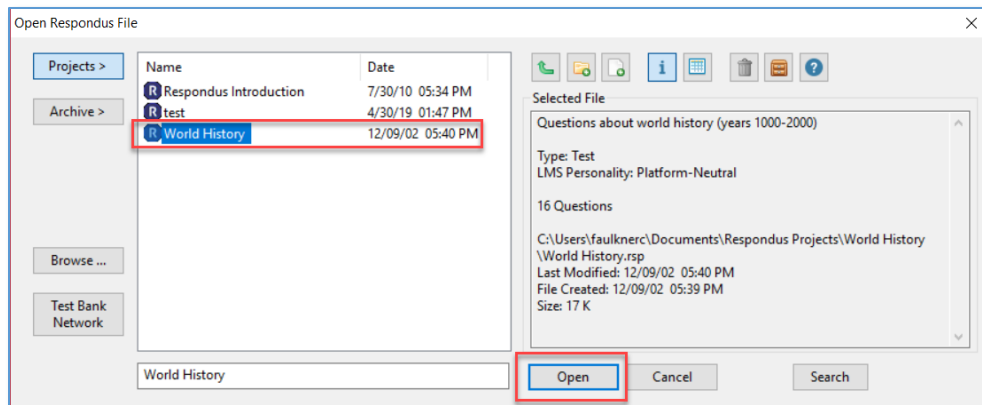 Open Respondus File
Projects >
Archive >
Browse ...
Test Bank
Network
Name Date
R Respondus Introduction 7/30/10 05:34 PM
R test 4/30/19 01:47 PM
R World History 12/09/02 05:40 PM
World History
i
?
Selected File
Questions about world history (years 1000-2000)
Type: Test
LMS Personality: Platform-Neutral
16 Questions
C:\Users\faulknerc\Documents\Respondus Projects\World History
\World History.rsp
Last Modified: 12/09/02 05:40 PM
File Created: 12/09/02 05:39 PM
Size: 17 K
Open Cancel Search